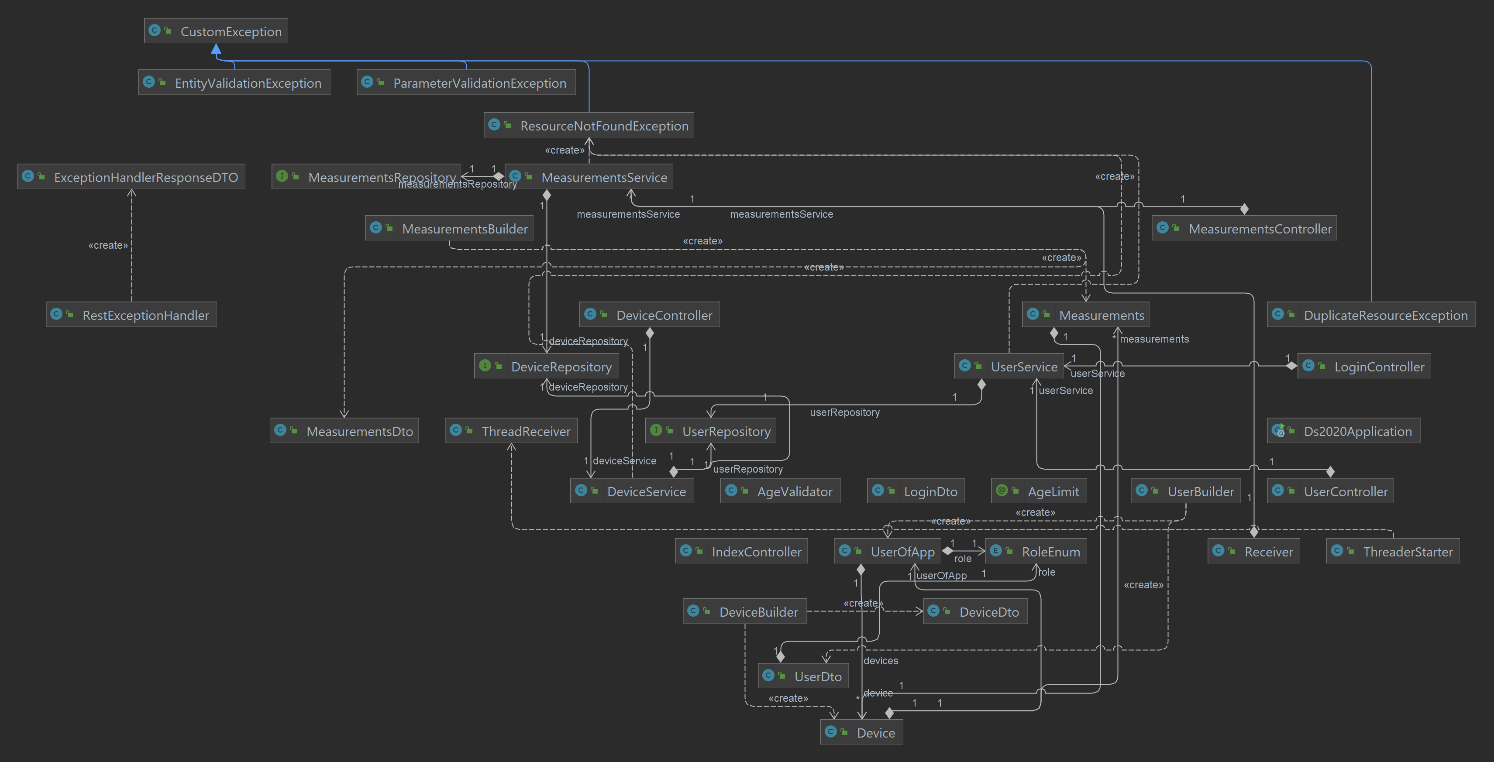 CustomException
EntityValidationException
ParameterValidationException
ResourceNotFoundException
«create»
ExceptionHandlerResponseDTO
MeasurementsRepository
1
1
MeasurementsService
«create»
measurementsRepository
1
measurementsService
1
measurementsService
1
MeasurementsBuilder
MeasurementsController
«create»
«create»
«create»
«create»
RestExceptionHandler
DeviceController
Measurements
DuplicateResourceException
1
deviceRepository
1
1
* measurements
DeviceRepository
UserService
1
userService
1
LoginController
1
deviceRepository
1
userService
1
1
userRepository
MeasurementsDto
ThreadReceiver
UserRepository
Ds2020Application
1
deviceService
1
1
1
userRepository
1
DeviceService
AgeValidator
LoginDto
AgeLimit
UserBuilder
UserController
1
«create»
«create»
IndexController
UserOfApp
1
1
role
RoleEnum
Receiver
ThreaderStarter
1
1
userOfApp
1
role
«create»
DeviceBuilder
«create»
DeviceDto
1
devices
UserDto
*
device
1
«create»
1
1
Device